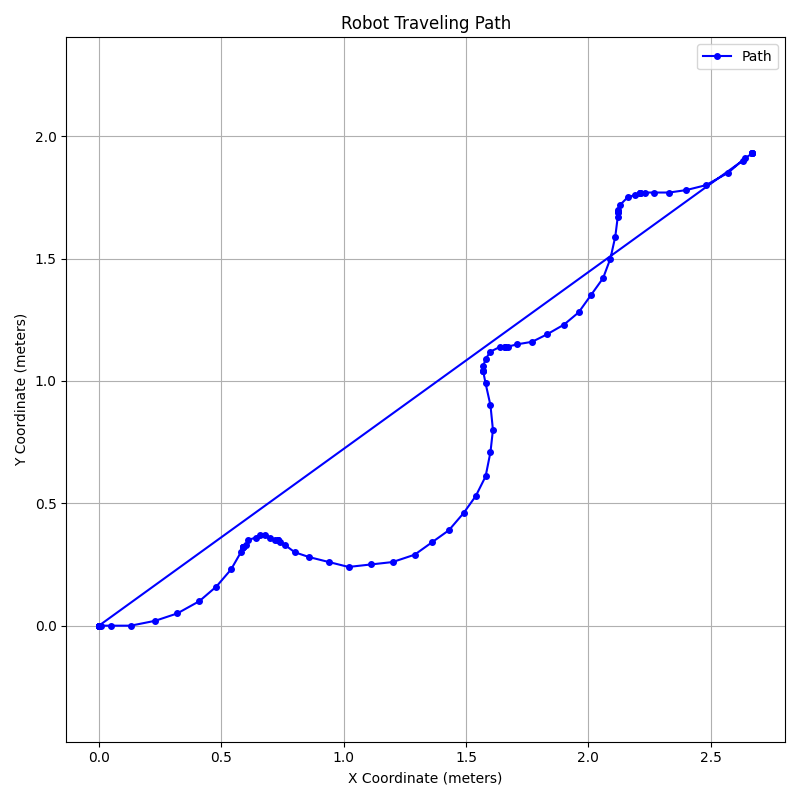 Robot Traveling Path
Path
Y Coordinate (meters)
2.0
1.5
1.0
0.5
0.0
0.0 0.5 1.0 1.5 2.0 2.5
X Coordinate (meters)